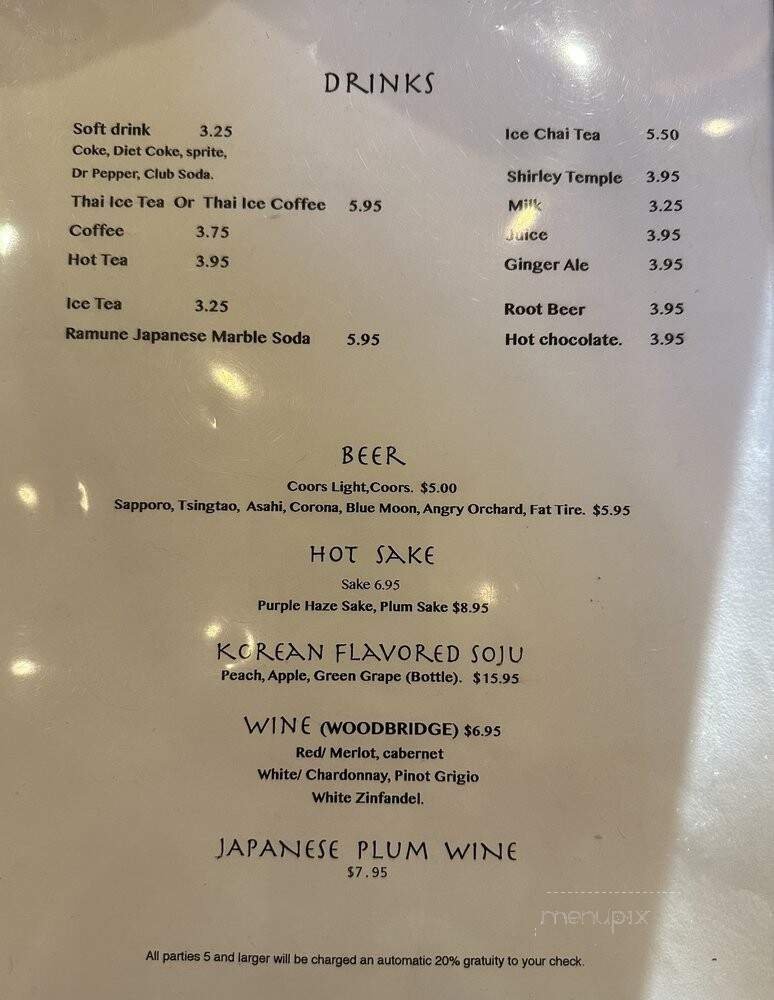 DRINKS
Soft drink 3.25
Coke, Diet Coke, sprite,
Dr Pepper, Club Soda.
Thai Ice Tea Or Thai Ice Coffee 5.95
Coffee 3.75
Hot Tea 3.95
Ice Tea 3.25
Ramune Japanese Marble Soda 5.95
Ice Chai Tea 5.50
Shirley Temple 3.95
Milk 3.25
Juice 3.95
Ginger Ale 3.95
Root Beer 3.95
Hot chocolate. 3.95
BEER
Coors Light,Coors. $5.00
Sapporo, Tsingtao, Asahi, Corona, Blue Moon, Angry Orchard, Fat Tire. $5.95
HOT SAKE
Sake 6.95
Purple Haze Sake, Plum Sake $8.95
KOREAN FLAVORED SOJU
Peach, Apple, Green Grape (Bottle). $15.95
WINE (WOODBRIDGE) $6.95
Red/ Merlot, cabernet
White/ Chardonnay, Pinot Grigio
White Zinfandel.
JAPANESE PLUM WINE
$7.95
menupix
All parties 5 and larger will be charged an automatic 20% gratuity to your check.